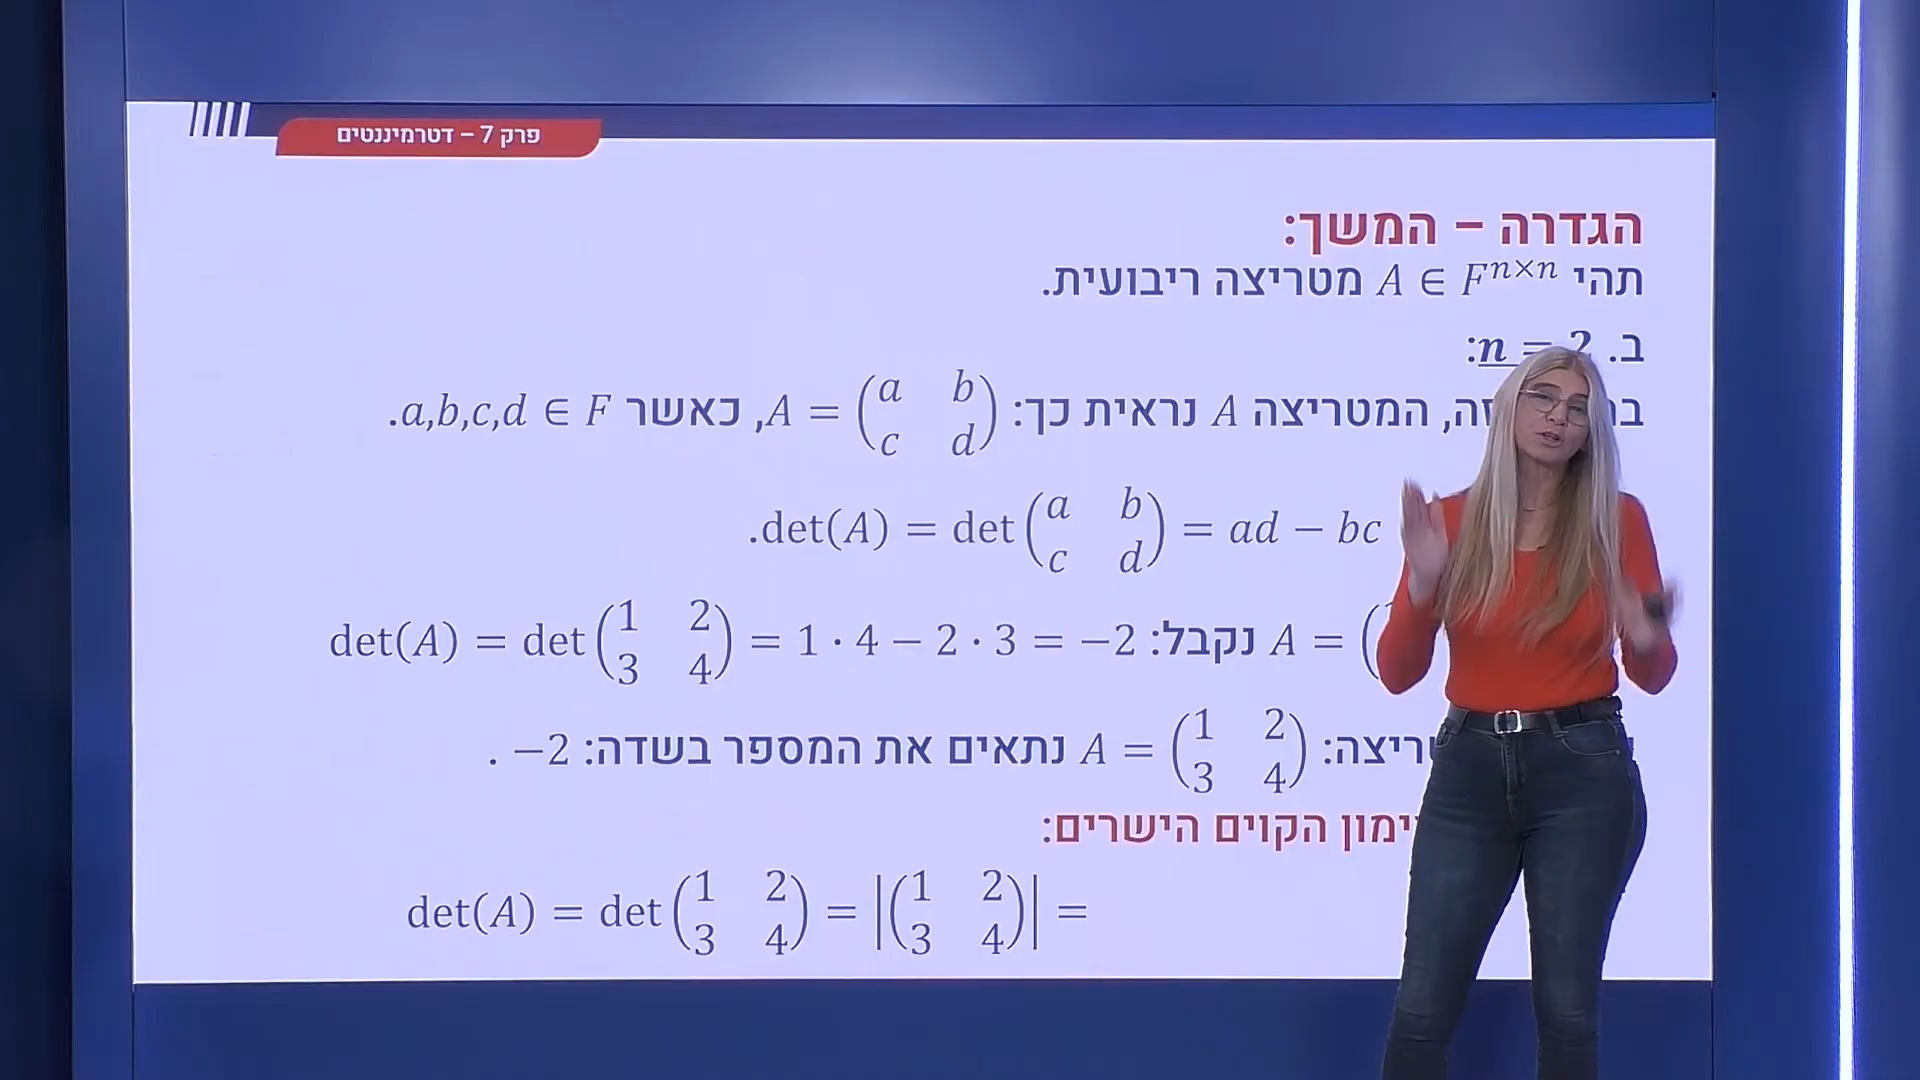 פרק 7 – דטרמיננטים
הגדרה – המשך:
תהי A ∈ F^{n×n} מטריצה ריבועית.
ב. n = 2:
המטריצה A נראית כך: A = (a b; c d), כאשר a,b,c,d ∈ F.
det(A) = det(a b; c d) = ad − bc.
A = ( נקבל: det(A) = det(1 2; 3 4) = 1 · 4 − 2 · 3 = −2
A = (1 2; 3 4) נתאים את המספר בשדה: −2 .
הקוים הישרים:
det(A) = det(1 2; 3 4) = |(1 2; 3 4)| =